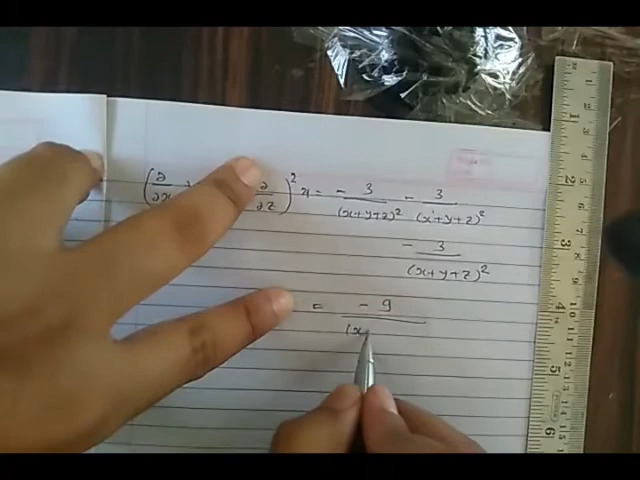 (∂/∂x + ∂/∂z)² u = - 3/(x+y+z)² - 3/(x+y+z)²
- 3/(x+y+z)²
= -9/(x